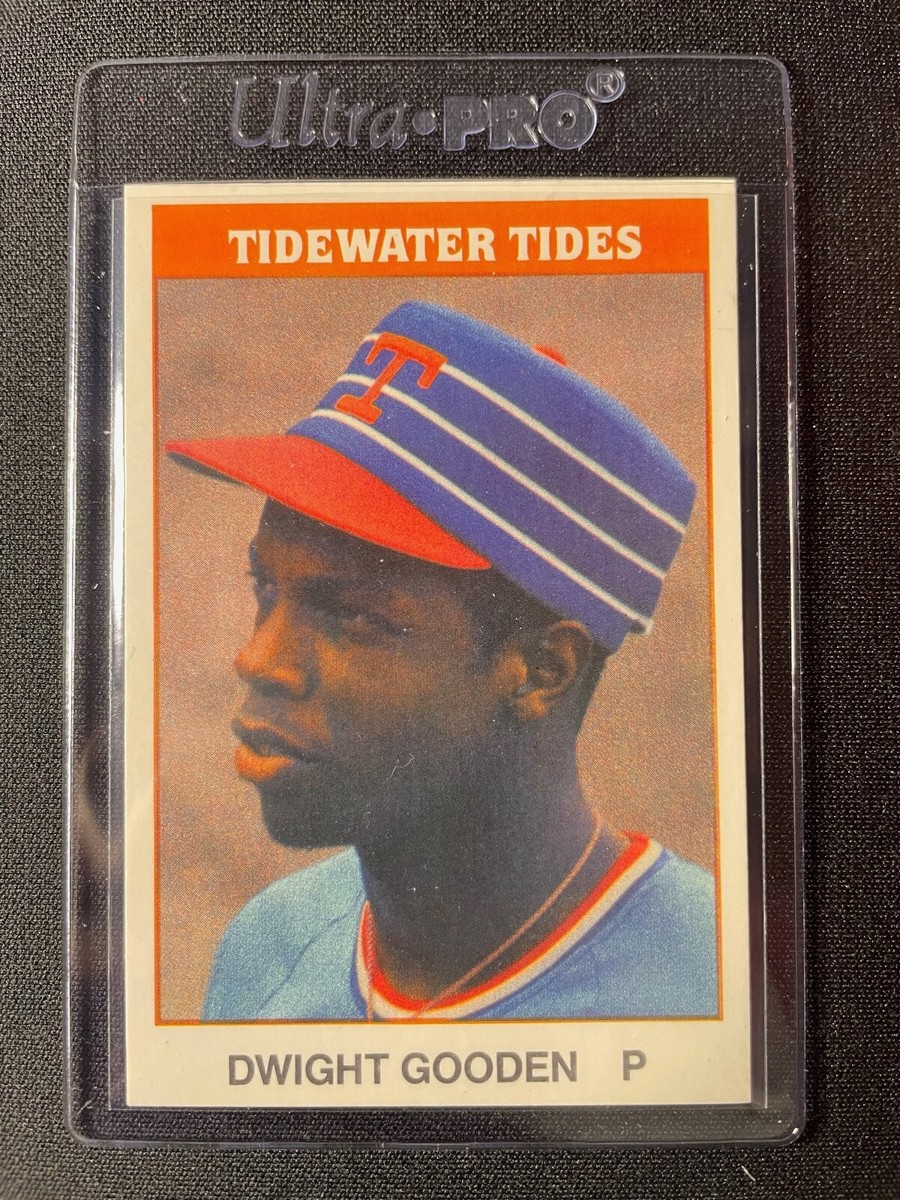 Ultra·PRO®
TIDEWATER TIDES
T
DWIGHT GOODEN P